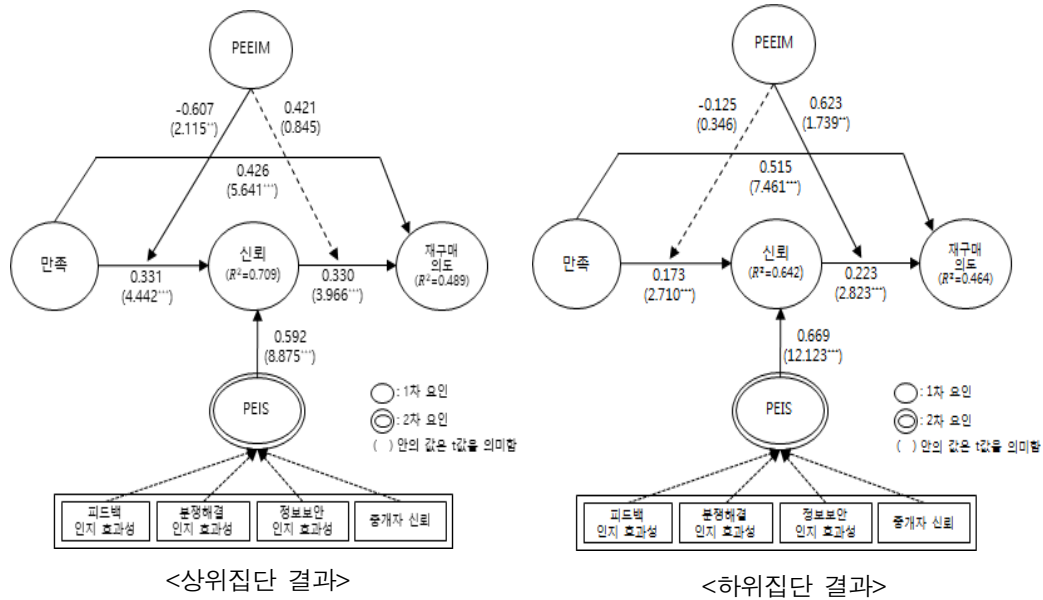 PEEIM
-0.607
(2.115**)
0.421
(0.845)
0.426
(5.641***)
만족
0.331
(4.442***)
신뢰
(R²=0.709)
0.330
(3.966***)
재구매
의도
(R²=0.489)
0.592
(8.875***)
PEIS
: 1차 요인
: 2차 요인
( ) 안의 값은 t값을 의미함
피드백
인지 효과성
분쟁해결
인지 효과성
정보보안
인지 효과성
중개자 신뢰
<상위집단 결과>
PEEIM
-0.125
(0.346)
0.623
(1.739**)
0.515
(7.461***)
만족
0.173
(2.710***)
신뢰
(R²=0.642)
0.223
(2.823***)
재구매
의도
(R²=0.464)
0.669
(12.123***)
PEIS
: 1차 요인
: 2차 요인
( ) 안의 값은 t값을 의미함
피드백
인지 효과성
분쟁해결
인지 효과성
정보보안
인지 효과성
중개자 신뢰
<하위집단 결과>